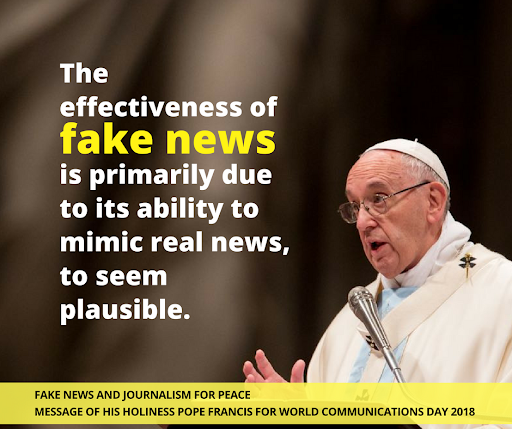 The
effectiveness of
fake news
is primarily due
to its ability to
mimic real news,
to seem
plausible.
FAKE NEWS AND JOURNALISM FOR PEACE
MESSAGE OF HIS HOLINESS POPE FRANCIS FOR WORLD COMMUNICATIONS DAY 2018